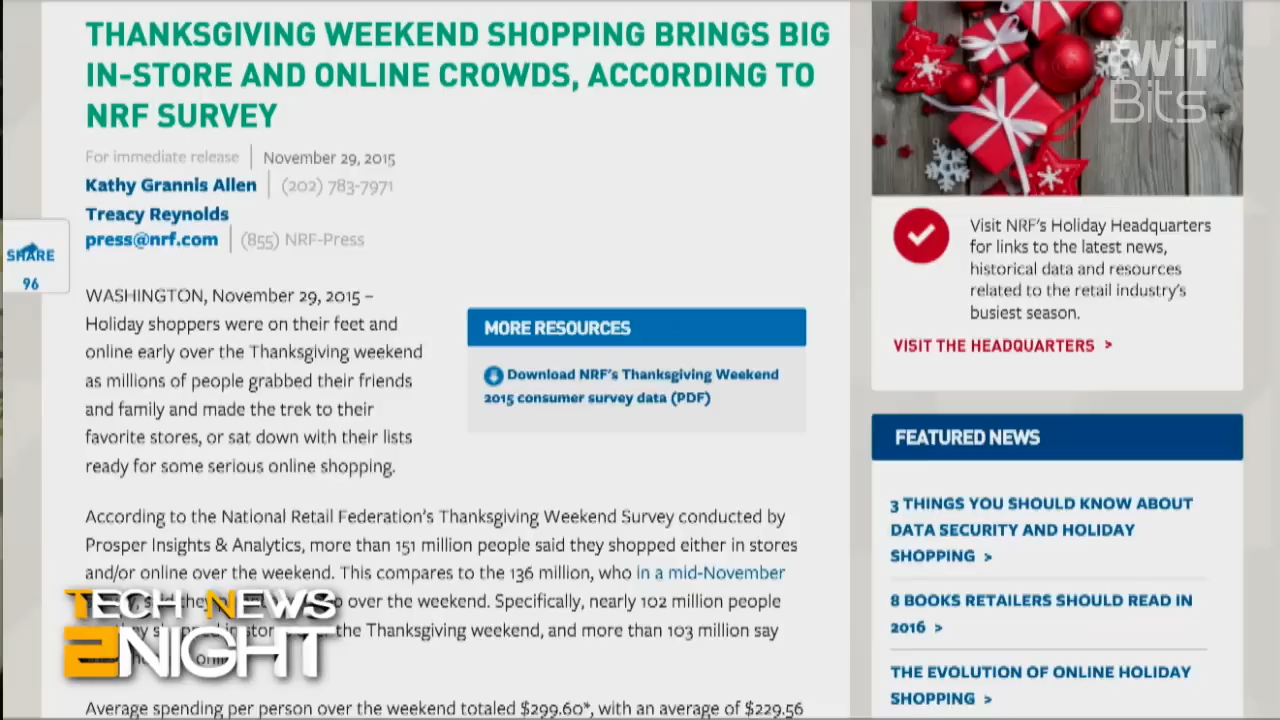 THANKSGIVING WEEKEND SHOPPING BRINGS BIG
IN-STORE AND ONLINE CROWDS, ACCORDING TO
NRF SURVEY
For immediate release
November 29, 2015
Kathy Grannis Allen
(202) 783-7971
Treacy Reynolds
press@nrf.com
(855) NRF-Press
SHARE
96
WASHINGTON, November 29, 2015 –
Holiday shoppers were on their feet and
online early over the Thanksgiving weekend
as millions of people grabbed their friends
and family and made the trek to their
favorite stores, or sat down with their lists
ready for some serious online shopping.
MORE RESOURCES
Download NRF's Thanksgiving Weekend
2015 consumer survey data (PDF)
According to the National Retail Federation's Thanksgiving Weekend Survey conducted by
Prosper Insights & Analytics, more than 151 million people said they shopped either in stores
and/or online over the weekend. This compares to the 136 million, who in a mid-November
over the weekend. Specifically, nearly 102 million people
the Thanksgiving weekend, and more than 103 million say
Average spending per person over the weekend totaled $299.60*, with an average of $229.56
TWiT
Bits
Visit NRF's Holiday Headquarters
for links to the latest news,
historical data and resources
related to the retail industry's
busiest season.
VISIT THE HEADQUARTERS >
FEATURED NEWS
3 THINGS YOU SHOULD KNOW ABOUT
DATA SECURITY AND HOLIDAY
SHOPPING >
8 BOOKS RETAILERS SHOULD READ IN
2016 >
THE EVOLUTION OF ONLINE HOLIDAY
SHOPPING >
TECH NEWS
2NIGHT